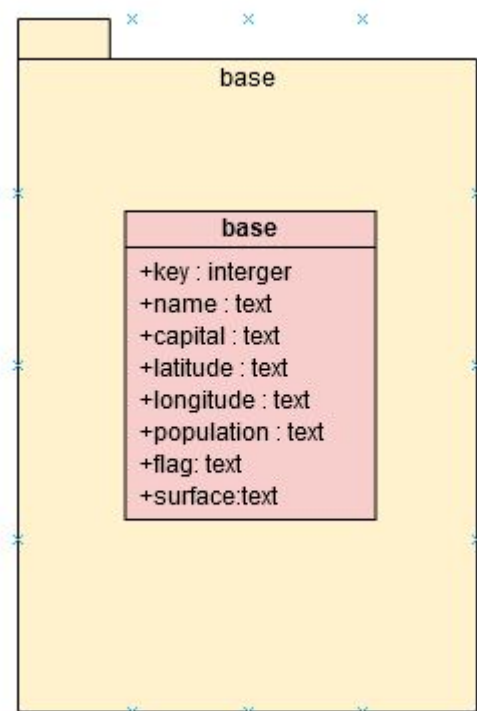 base
base
+key : interger
+name : text
+capital : text
+latitude : text
+longitude : text
+population : text
+flag: text
+surface:text